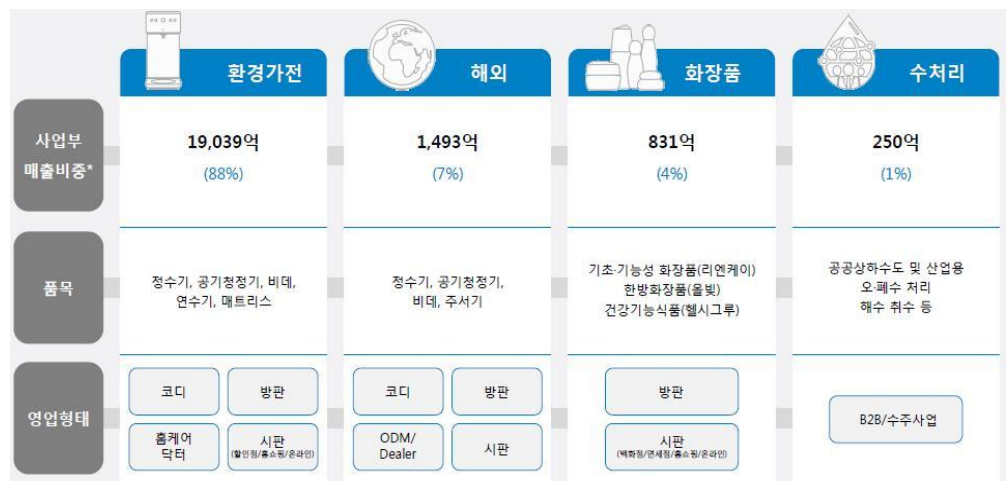 환경가전
해외
화장품
수처리
사업부
매출비중*
19,039억
(88%)
1,493억
(7%)
831억
(4%)
250억
(1%)
품목
정수기, 공기청정기, 비데,
연수기, 매트리스
정수기, 공기청정기,
비데, 주서기
기초·기능성 화장품(리엔케이)
한방화장품(올빛)
건강기능식품(헬시그루)
공공상하수도 및 산업용
오·폐수 처리
해수 취수 등
영업형태
코디
방판
홈케어
닥터
시판
(할인점/홈쇼핑/온라인)
코디
방판
ODM/
Dealer
시판
방판
시판
(백화점/면세점/홈쇼핑/온라인)
B2B/수주사업